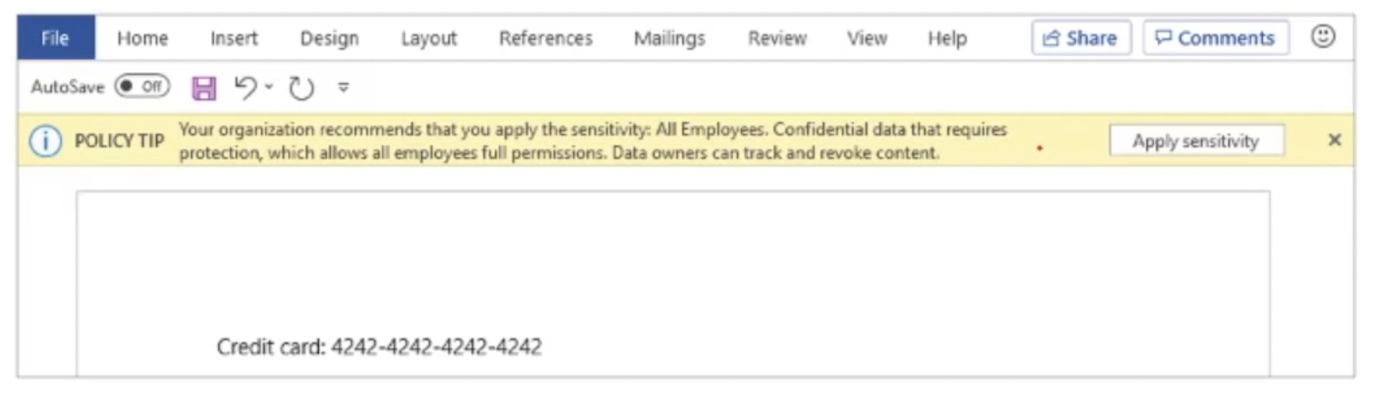 File Home Insert Design Layout References Mailings Review View Help Share Comments
AutoSave Off
POLICY TIP Your organization recommends that you apply the sensitivity: All Employees. Confidential data that requires
protection, which allows all employees full permissions. Data owners can track and revoke content. Apply sensitivity
Credit card: 4242-4242-4242-4242